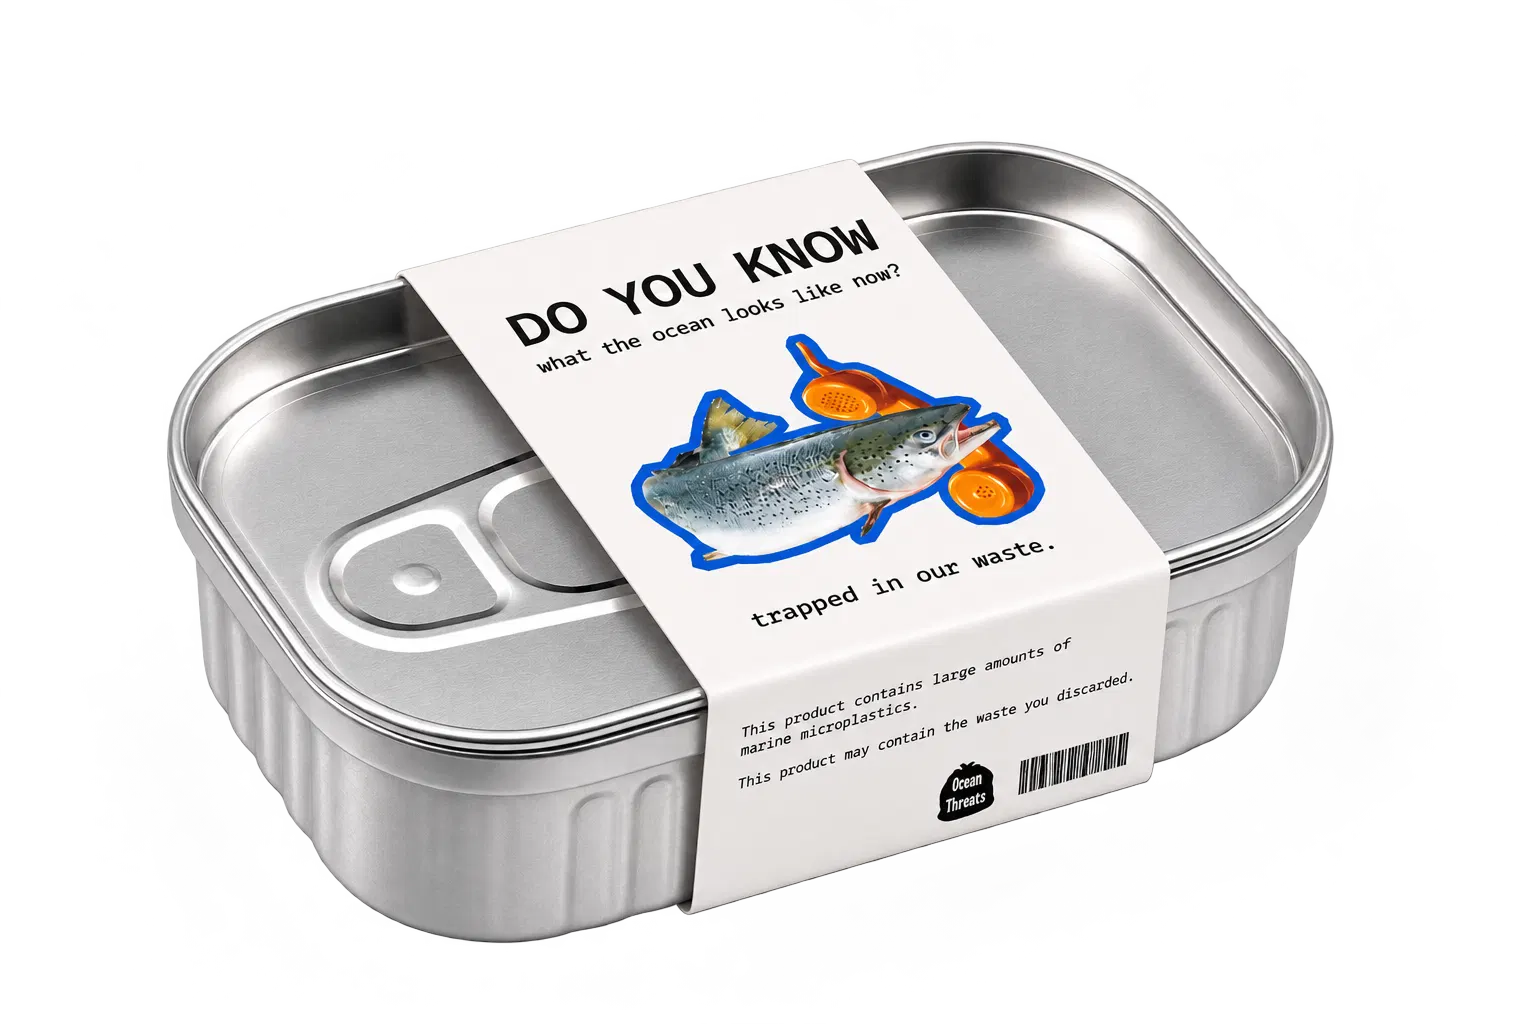 DO YOU KNOW
what the ocean looks like now?
trapped in our waste.
This product contains large amounts of
marine microplastics.
This product may contain the waste you discarded.
Ocean
Threats